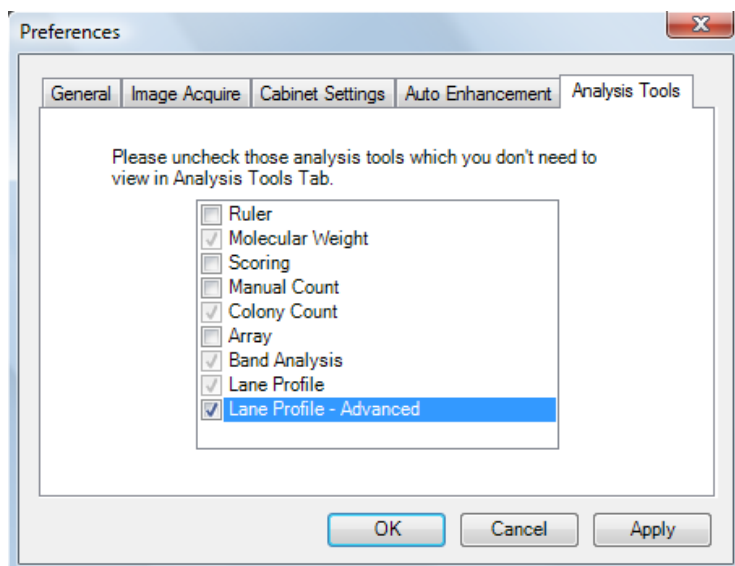 Preferences
General Image Acquire Cabinet Settings Auto Enhancement Analysis Tools
Please uncheck those analysis tools which you don't need to
view in Analysis Tools Tab.
Ruler
Molecular Weight
Scoring
Manual Count
Colony Count
Array
Band Analysis
Lane Profile
Lane Profile - Advanced
OK Cancel Apply